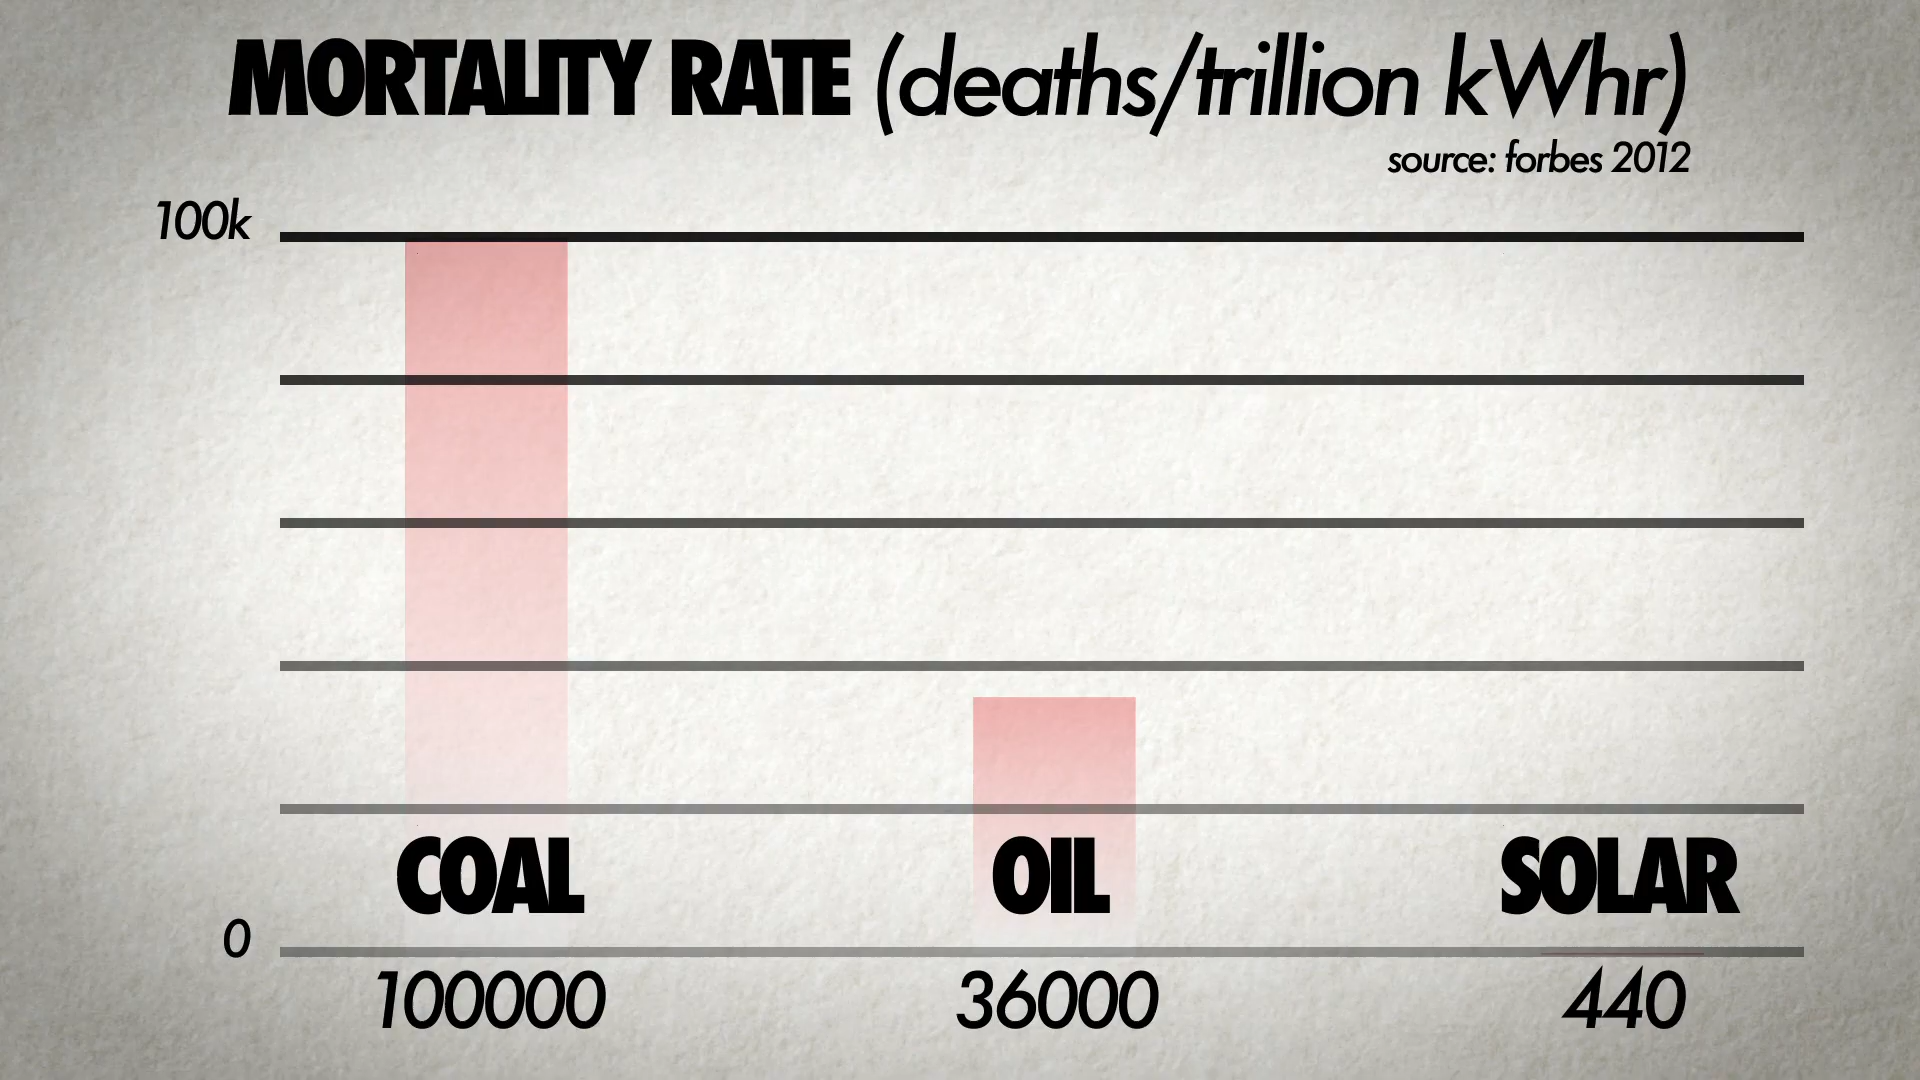 MORTALITY RATE (deaths/trillion kWhr)
source: forbes 2012
100k
COAL OIL SOLAR
0
100000 36000 440